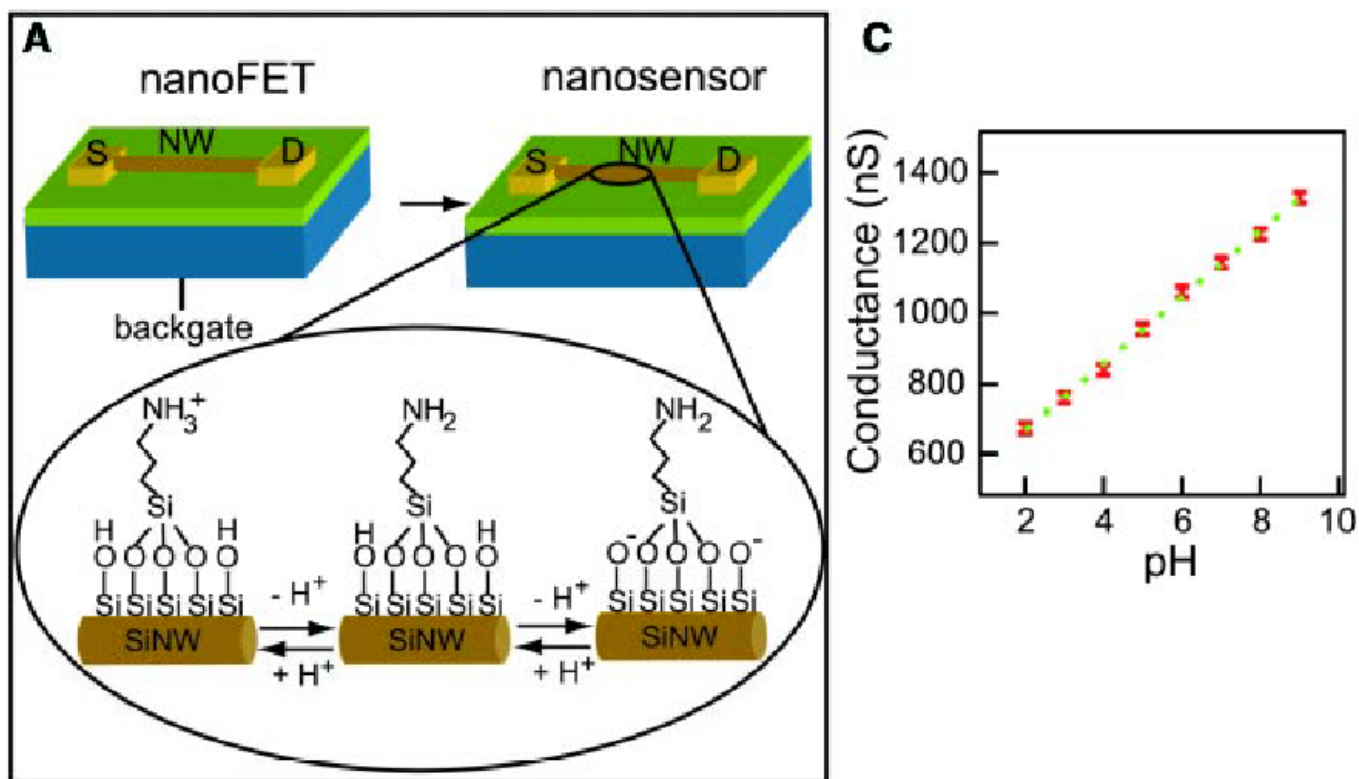 A
nanoFET
nanosensor
S NW D
S NW D
backgate
NH₃⁺ NH₂ NH₂
Si Si Si
H H H H
O O O O O O O O O O O⁻ O O O O⁻
Si Si Si Si Si Si Si Si Si Si Si Si Si Si Si
- H⁺ - H⁺
SiNW SiNW SiNW
+ H⁺ + H⁺
C
Conductance (nS)
1400
1200
1000
800
600
2 4 6 8 10
pH